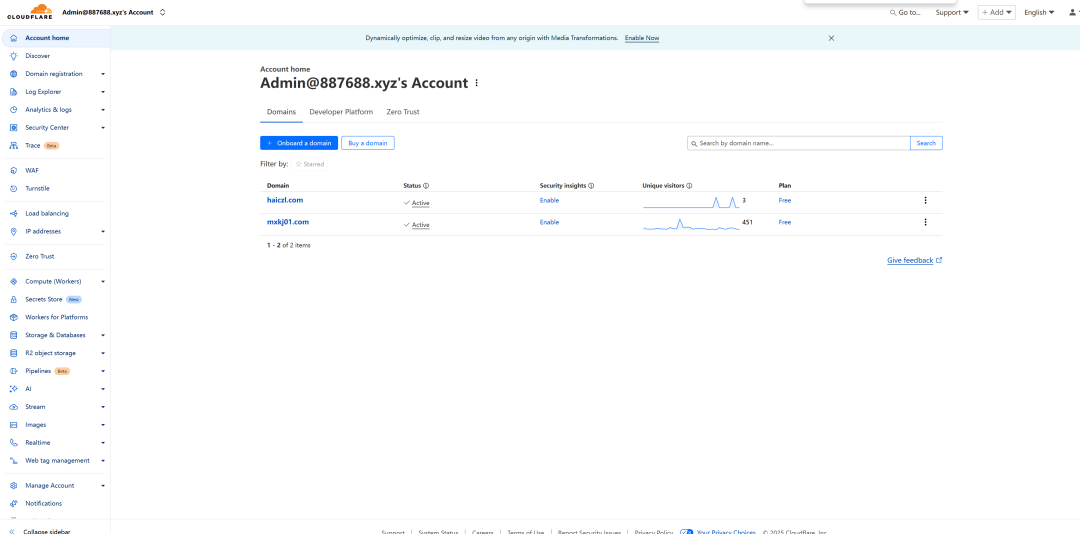 CLOUDFLARE
Admin@887688.xyz's Account
Go to...
Support
+ Add
English
Account home
Discover
Domain registration
Log Explorer
Analytics & logs
Security Center
Trace Beta
WAF
Turnstile
Load balancing
IP addresses
Zero Trust
Compute (Workers)
Secrets Store New
Workers for Platforms
Storage & Databases
R2 object storage
Pipelines Beta
AI
Stream
Images
Realtime
Web tag management
Manage Account
Notifications
Collapse sidebar
Dynamically optimize, clip, and resize video from any origin with Media Transformations. Enable Now
Account home
Admin@887688.xyz's Account
Domains Developer Platform Zero Trust
+ Onboard a domain Buy a domain
Search by domain name... Search
Filter by: Starred
Domain Status Security insights Unique visitors Plan
haiczl.com Active Enable 3 Free
mxkj01.com Active Enable 451 Free
1 - 2 of 2 items
Give feedback
Support System Status Careers Terms of Use Report Security Issues Privacy Policy Your Privacy Choices © 2025 Cloudflare, Inc.